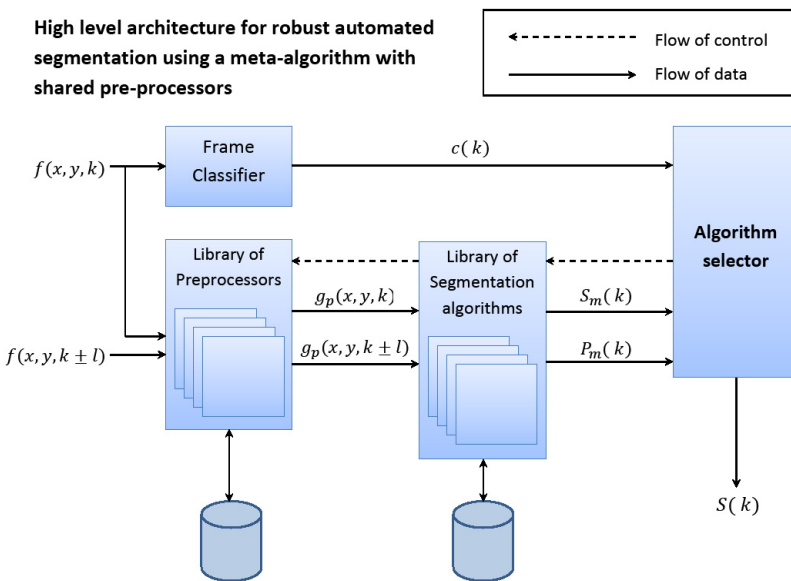 High level architecture for robust automated
segmentation using a meta-algorithm with
shared pre-processors
Flow of control
Flow of data
f(x, y, k)
Frame
Classifier
c(k)
Algorithm
selector
Library of
Preprocessors
g_p(x, y, k)
g_p(x, y, k ± l)
Library of
Segmentation
algorithms
S_m(k)
P_m(k)
f(x, y, k ± l)
S(k)